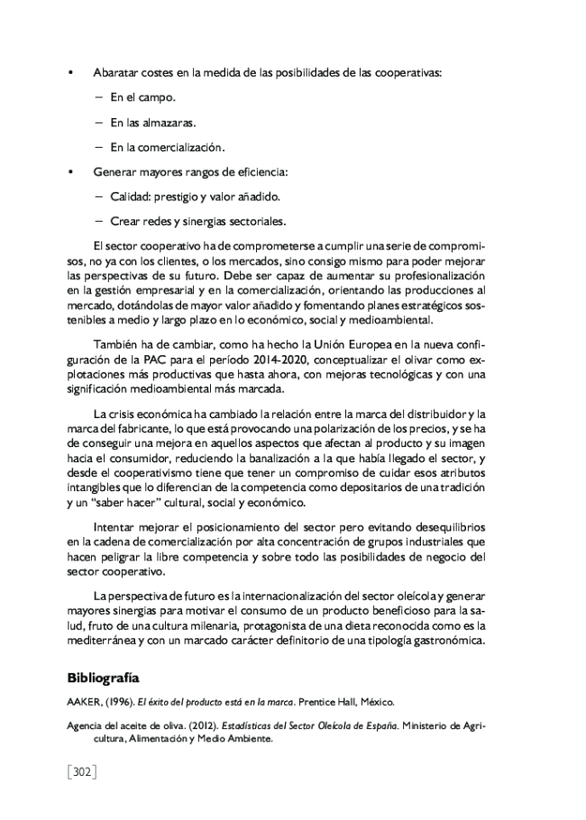 • Abaratar costes en la medida de las posibilidades de las cooperativas:
– En el campo.
– En las almazaras.
– En la comercialización.
• Generar mayores rangos de eficiencia:
– Calidad: prestigio y valor añadido.
– Crear redes y sinergias sectoriales.
El sector cooperativo ha de comprometerse a cumplir una serie de compromi-
sos, no ya con los clientes, o los mercados, sino consigo mismo para poder mejorar
las perspectivas de su futuro. Debe ser capaz de aumentar su profesionalización
en la gestión empresarial y en la comercialización, orientando las producciones al
mercado, dotándolas de mayor valor añadido y fomentando planes estratégicos sos-
tenibles a medio y largo plazo en lo económico, social y medioambiental.
También ha de cambiar, como ha hecho la Unión Europea en la nueva confi-
guración de la PAC para el período 2014-2020, conceptualizar el olivar como ex-
plotaciones más productivas que hasta ahora, con mejoras tecnológicas y con una
significación medioambiental más marcada.
La crisis económica ha cambiado la relación entre la marca del distribuidor y la
marca del fabricante, lo que está provocando una polarización de los precios, y se ha
de conseguir una mejora en aquellos aspectos que afectan al producto y su imagen
hacia el consumidor, reduciendo la banalización a la que había llegado el sector, y
desde el cooperativismo tiene que tener un compromiso de cuidar esos atributos
intangibles que lo diferencian de la competencia como depositarios de una tradición
y un “saber hacer” cultural, social y económico.
Intentar mejorar el posicionamiento del sector pero evitando desequilibrios
en la cadena de comercialización por alta concentración de grupos industriales que
hacen peligrar la libre competencia y sobre todo las posibilidades de negocio del
sector cooperativo.
La perspectiva de futuro es la internacionalización del sector oleícola y generar
mayores sinergias para motivar el consumo de un producto beneficioso para la sa-
lud, fruto de una cultura milenaria, protagonista de una dieta reconocida como es la
mediterránea y con un marcado carácter definitorio de una tipología gastronómica.
Bibliografía
AAKER, (1996). El éxito del producto está en la marca. Prentice Hall, México.
Agencia del aceite de oliva. (2012). Estadísticas del Sector Oleícola de España. Ministerio de Agri-
cultura, Alimentación y Medio Ambiente.
[302]